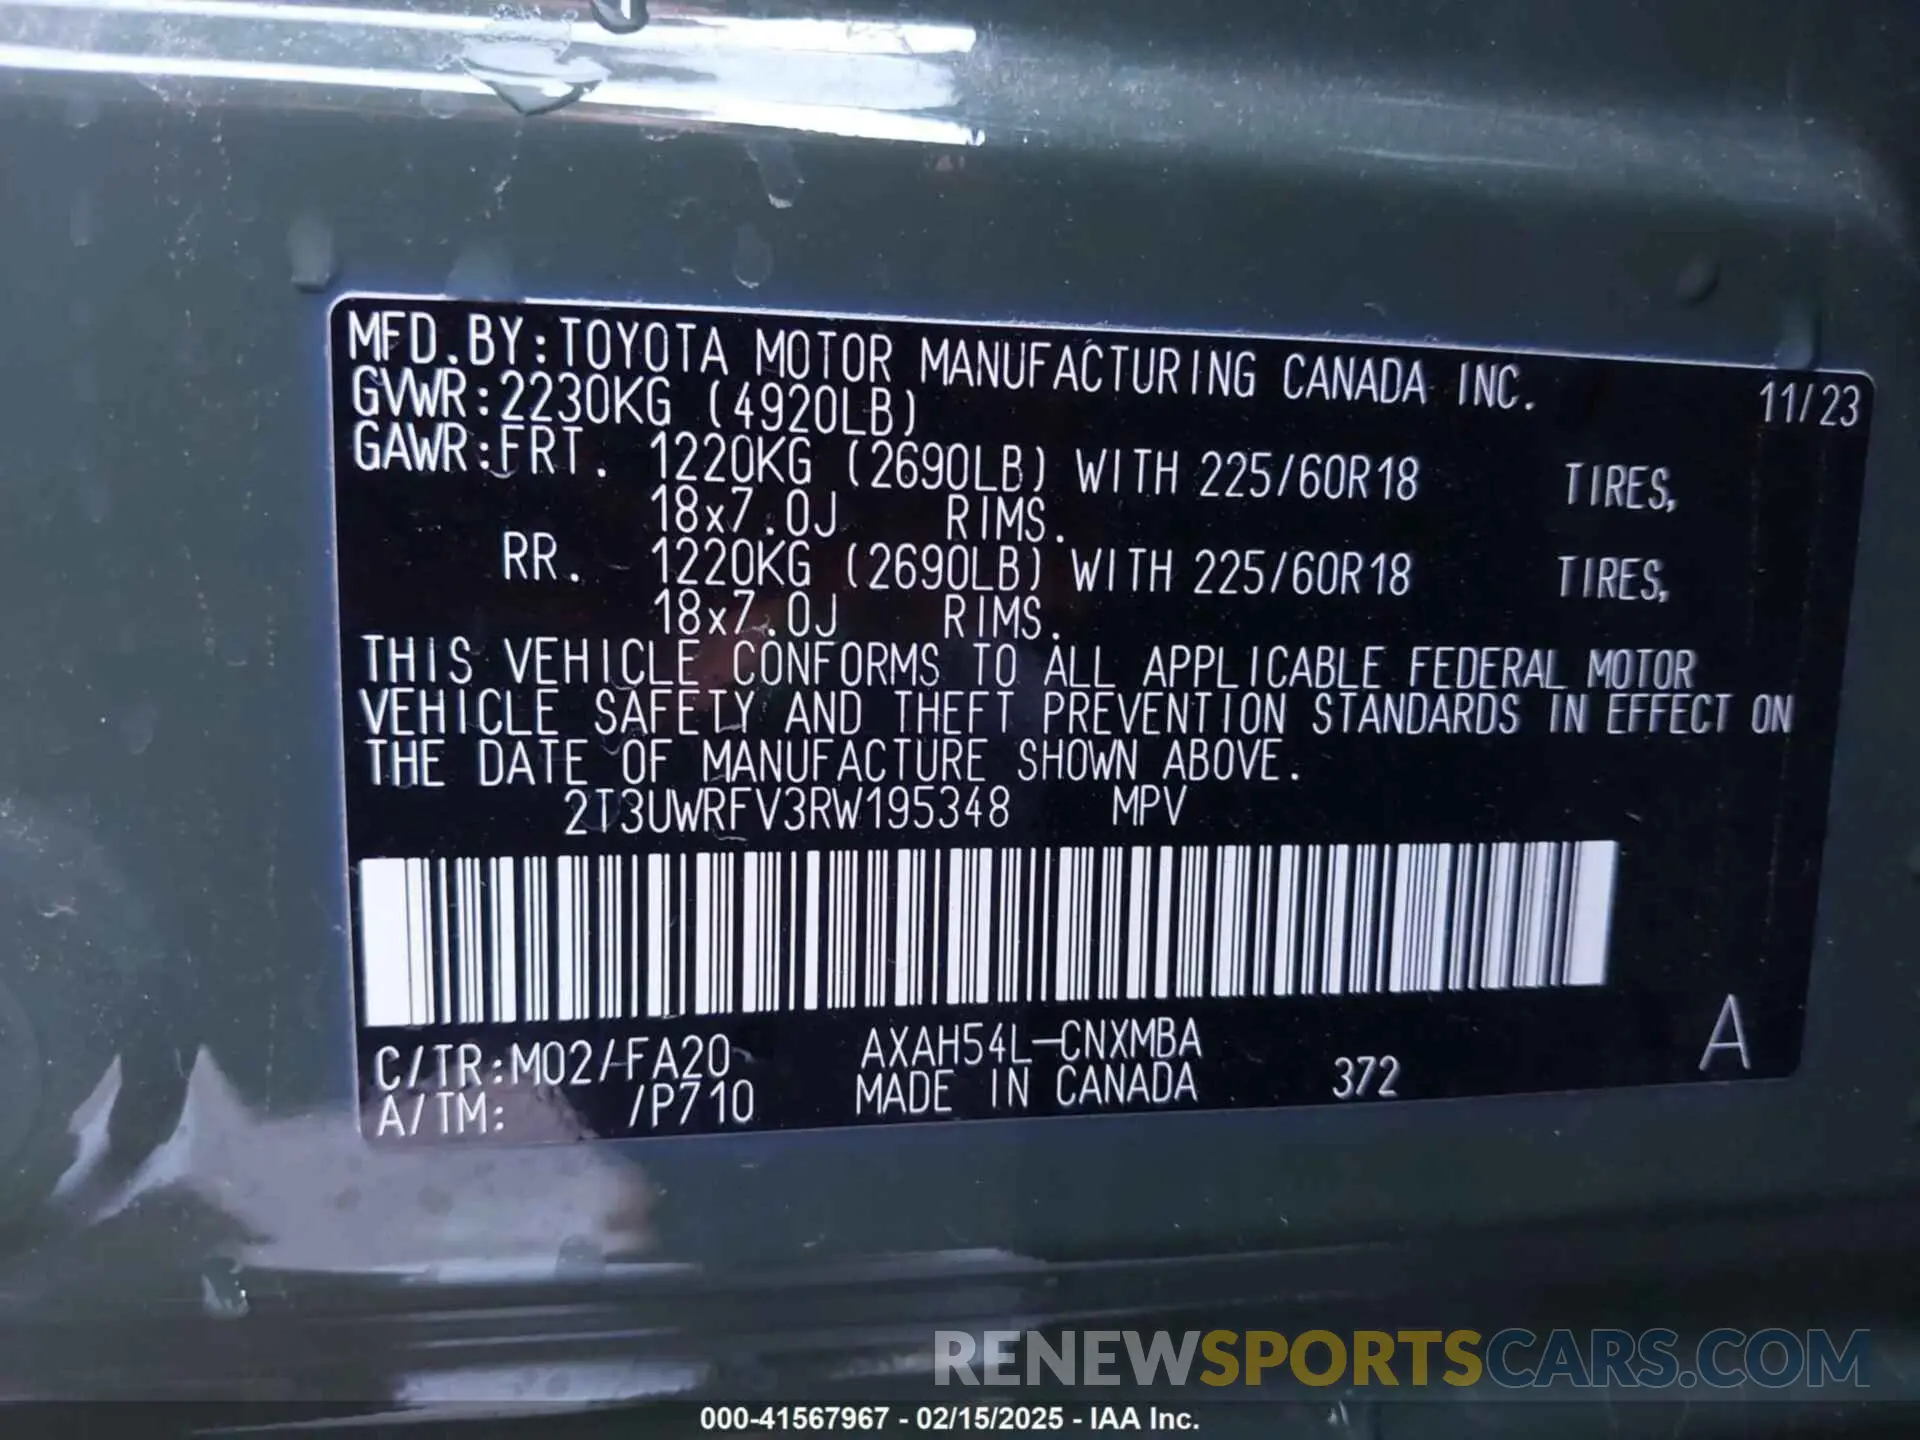 MFD.BY:TOYOTA MOTOR MANUFACTURING CANADA INC. 11/23
GVWR:2230KG (4920LB)
GAWR:FRT. 1220KG (2690LB) WITH 225/60R18 TIRES,
18x7.0J RIMS.
RR. 1220KG (2690LB) WITH 225/60R18 TIRES,
18x7.0J RIMS.
THIS VEHICLE CONFORMS TO ALL APPLICABLE FEDERAL MOTOR
VEHICLE SAFETY AND THEFT PREVENTION STANDARDS IN EFFECT ON
THE DATE OF MANUFACTURE SHOWN ABOVE.
2T3UWRFV3RW195348 MPV
C/TR:M02/FA20 AXAH54L-CNXMBA
A/TM: /P710 MADE IN CANADA 372 A
RENEWSPORTSCARS.COM
000-41567967 - 02/15/2025 - IAA Inc.